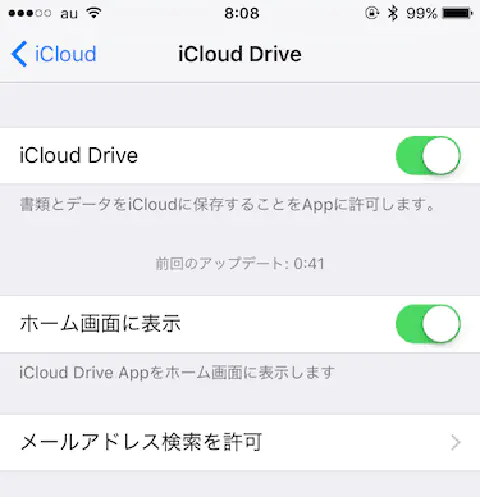 au 8:08 99%
iCloud iCloud Drive
iCloud Drive
書類とデータをiCloudに保存することをAppに許可します。
前回のアップデート: 0:41
ホーム画面に表示
iCloud Drive Appをホーム画面に表示します
メールアドレス検索を許可